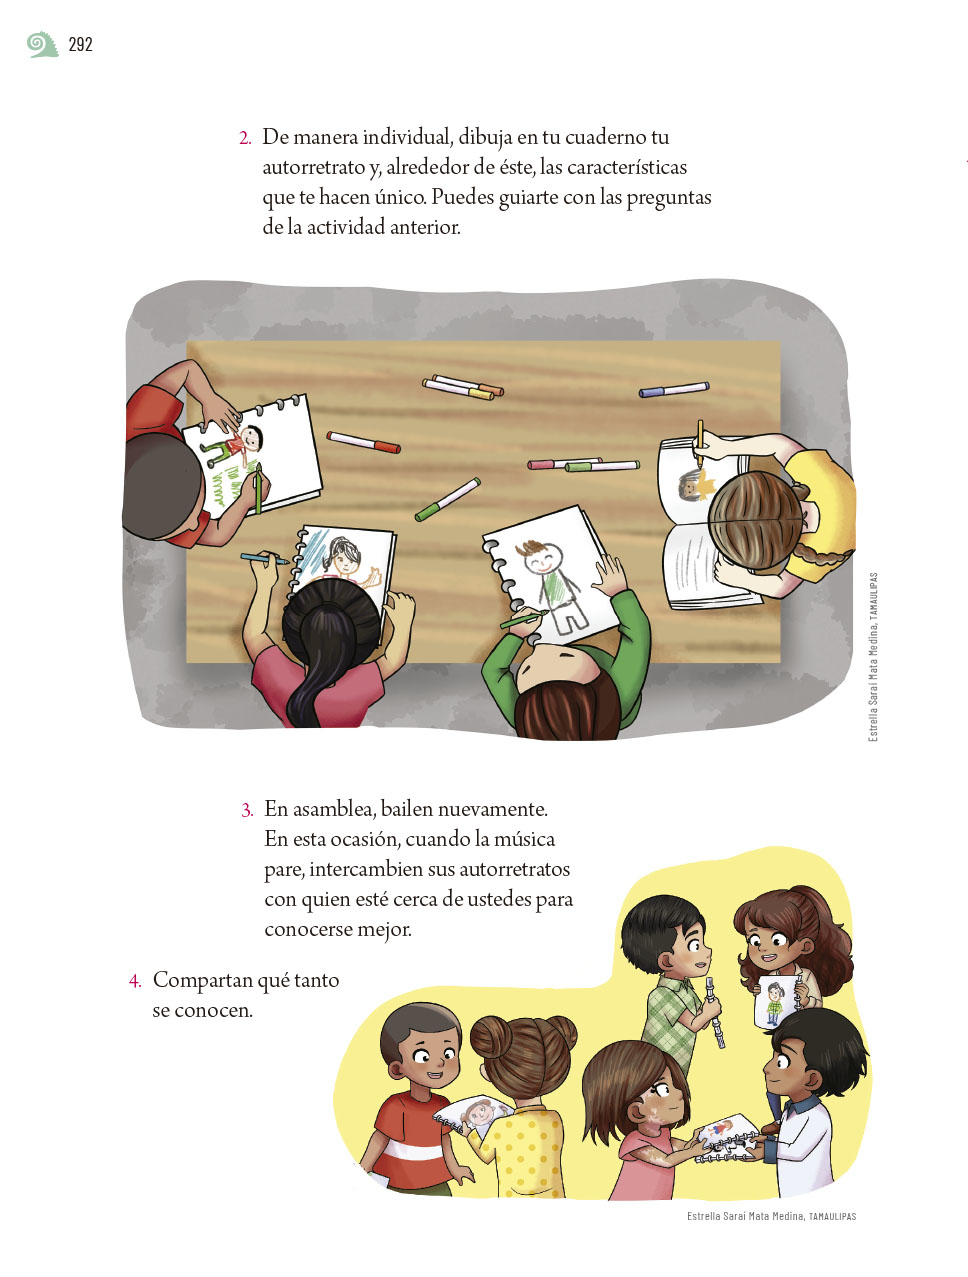 292
2. De manera individual, dibuja en tu cuaderno tu
autorretrato y, alrededor de éste, las características
que te hacen único. Puedes guiarte con las preguntas
de la actividad anterior.
Estrella Saraí Mata Medina, TAMAULIPAS
3. En asamblea, bailen nuevamente.
En esta ocasión, cuando la música
pare, intercambien sus autorretratos
con quien esté cerca de ustedes para
conocerse mejor.
4. Compartan qué tanto
se conocen.
Estrella Saraí Mata Medina, TAMAULIPAS